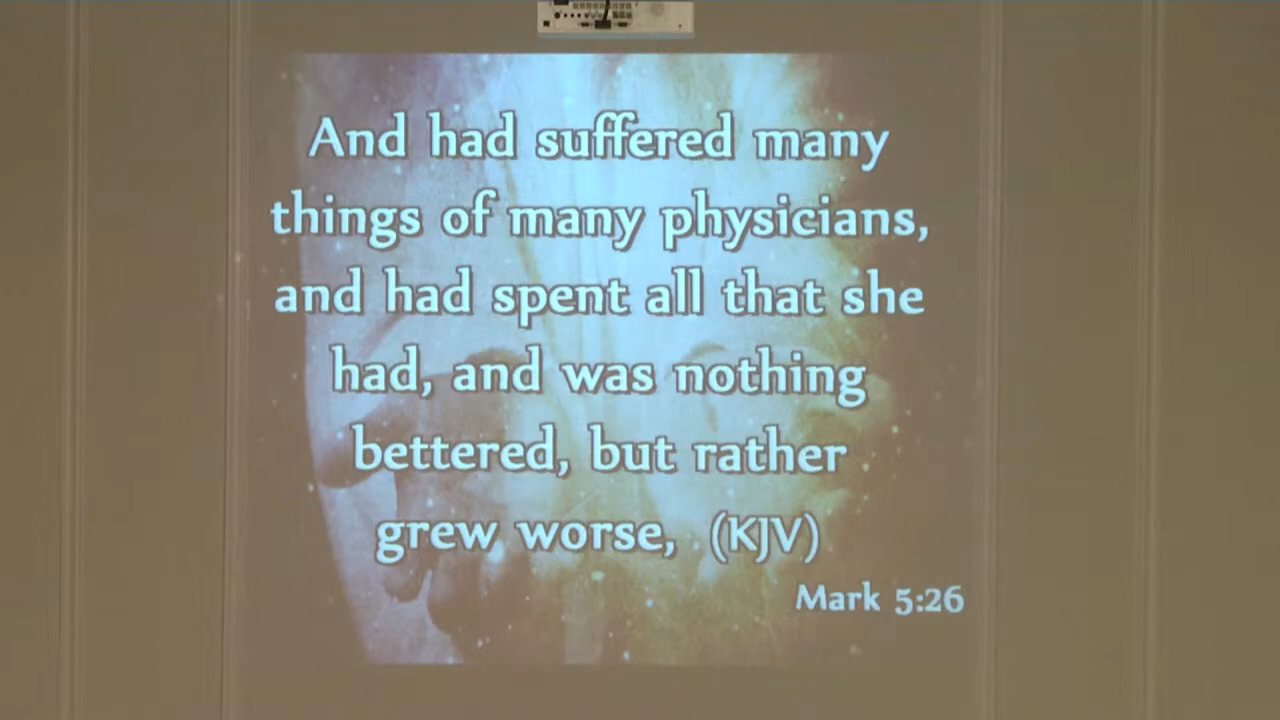 And had suffered many
things of many physicians,
and had spent all that she
had, and was nothing
bettered, but rather
grew worse, (KJV)
Mark 5:26